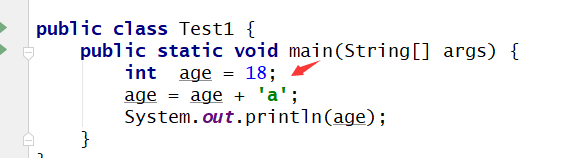 public class Test1 {
public static void main(String[] args) {
int  age = 18;
age = age + 'a';
System.out.println(age);
}
}